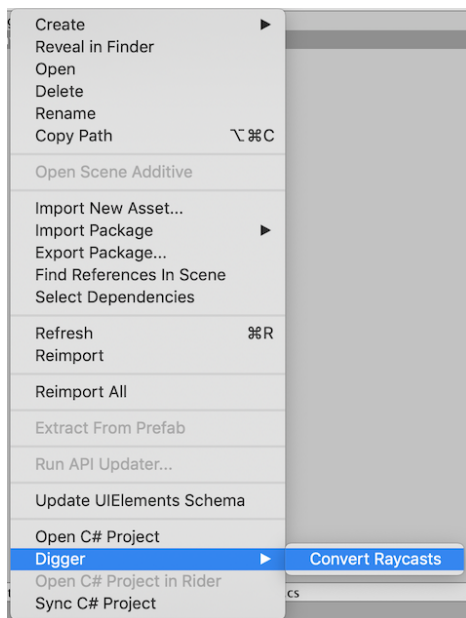 Create
Reveal in Finder
Open
Delete
Rename
Copy Path ⌥⌘C
Open Scene Additive
Import New Asset...
Import Package
Export Package...
Find References In Scene
Select Dependencies
Refresh ⌘R
Reimport
Reimport All
Extract From Prefab
Run API Updater...
Update UIElements Schema
Open C# Project
Digger Convert Raycasts
Open C# Project in Rider
cs
Sync C# Project